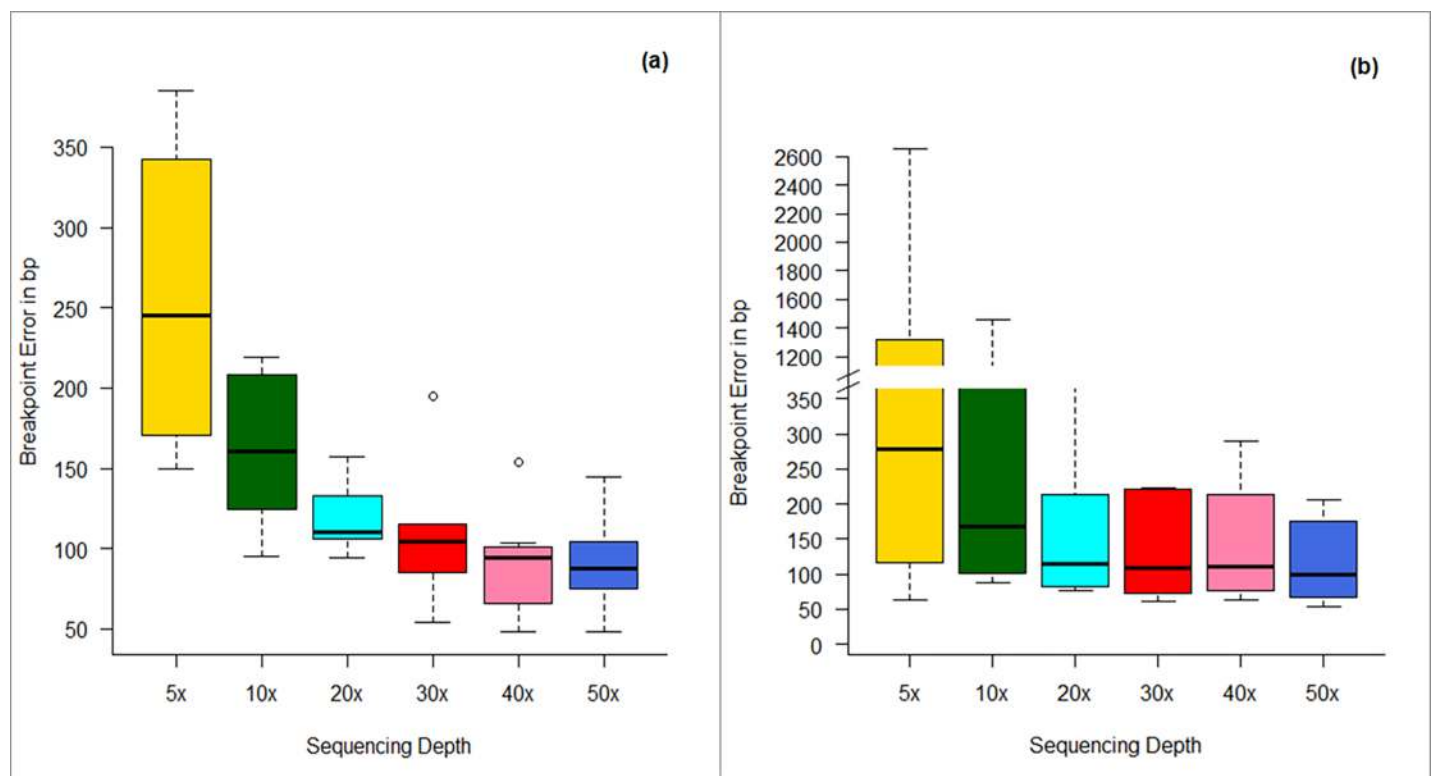 (a)
350
300
250
200
150
100
50
Breakpoint Error in bp
5x 10x 20x 30x 40x 50x
Sequencing Depth
(b)
2600
2400
2200
2000
1800
1600
1400
1200
350
300
250
200
150
100
50
0
Breakpoint Error in bp
5x 10x 20x 30x 40x 50x
Sequencing Depth